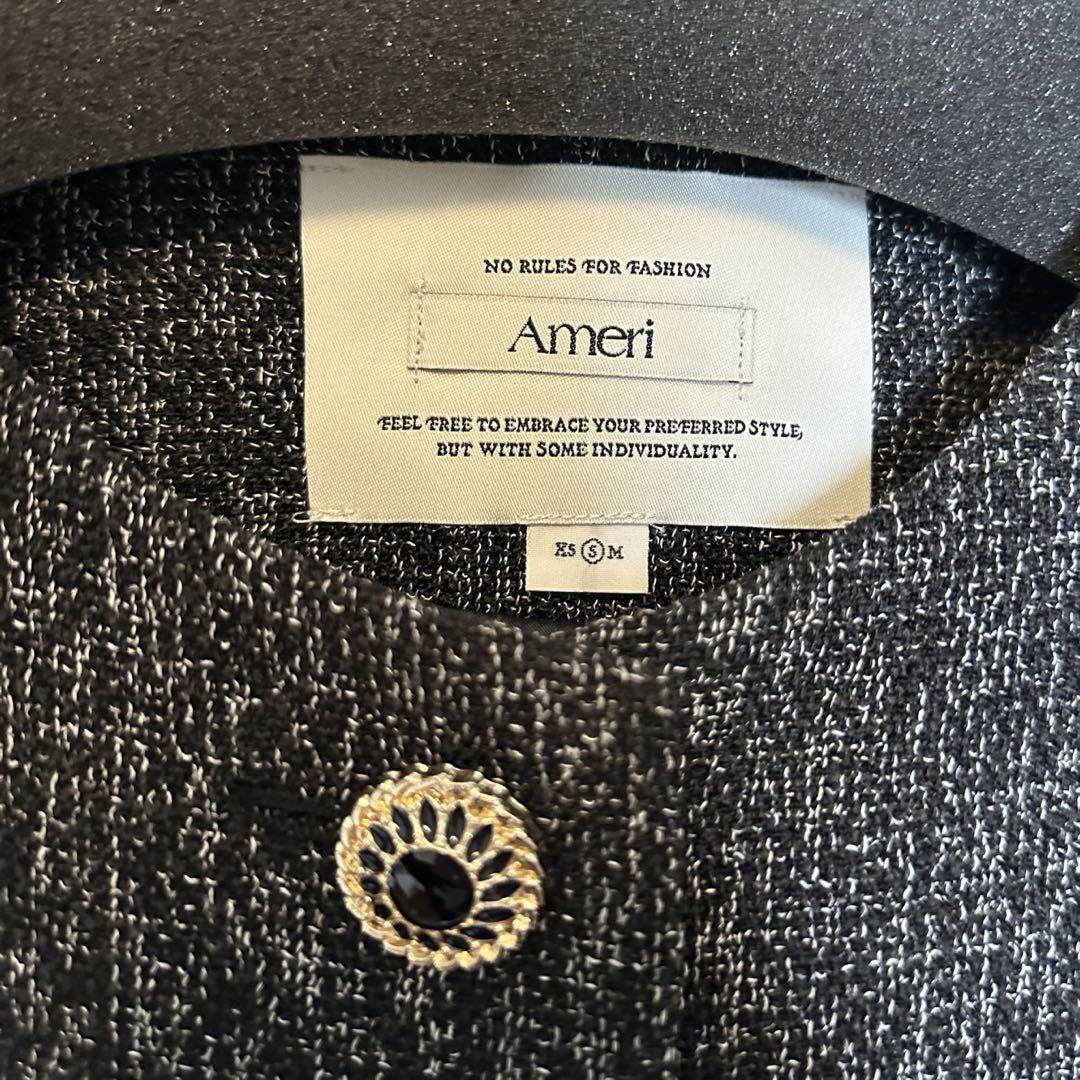 NO RULES FOR FASHION
Ameri
FEEL FREE TO EMBRACE YOUR PREFERRED STYLE,
BUT WITH SOME INDIVIDUALITY.
XS Ⓢ M